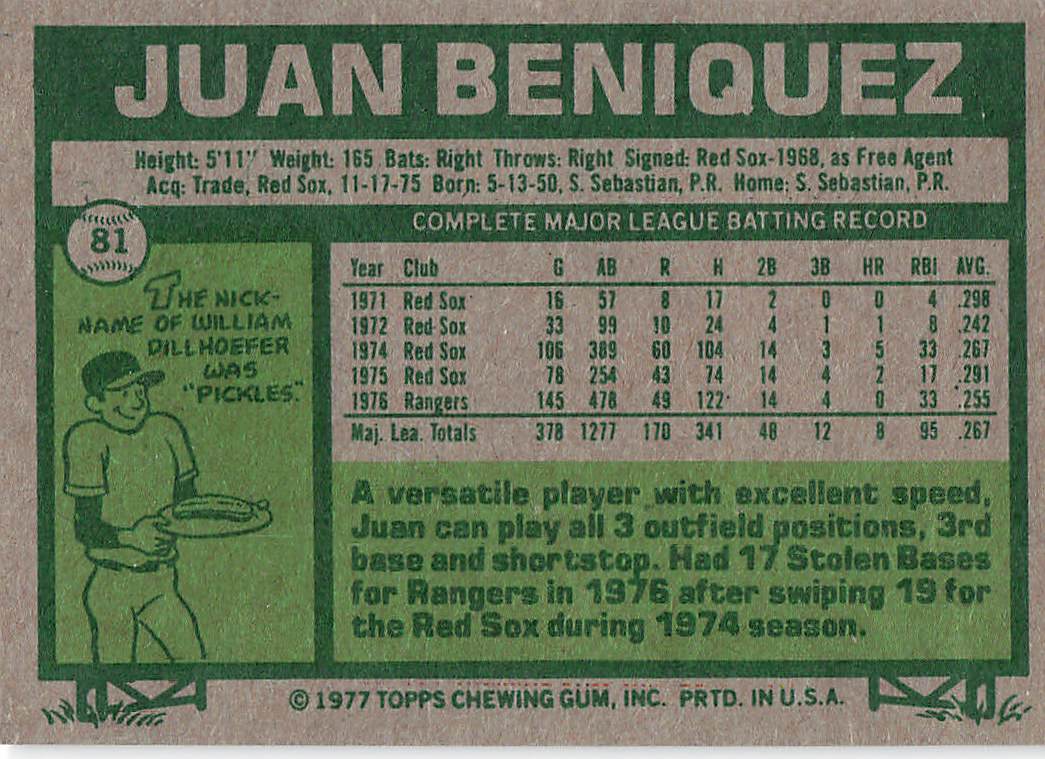 JUAN BENIQUEZ
Height: 5'11" Weight: 165 Bats: Right Throws: Right Signed: Red Sox-1968, as Free Agent
Acq: Trade, Red Sox, 11-17-75 Born: 5-13-50, S. Sebastian, P.R. Home: S. Sebastian, P.R.
81
COMPLETE MAJOR LEAGUE BATTING RECORD
THE NICK-
NAME OF WILLIAM
DILLHOEFER
WAS
"PICKLES".
Year Club G AB R H 2B 3B HR RBI AVG.
1971 Red Sox 16 57 8 17 2 0 0 4 .298
1972 Red Sox 33 99 10 24 4 1 1 8 .242
1974 Red Sox 106 389 60 104 14 3 5 33 .267
1975 Red Sox 78 254 43 74 14 4 2 17 .291
1976 Rangers 145 478 49 122 14 4 0 33 .255
Maj. Lea. Totals 378 1277 170 341 48 12 8 95 .267
A versatile player with excellent speed,
Juan can play all 3 outfield positions, 3rd
base and shortstop. Had 17 Stolen Bases
for Rangers in 1976 after swiping 19 for
the Red Sox during 1974 season.
© 1977 TOPPS CHEWING GUM, INC. PRTD. IN U.S.A.